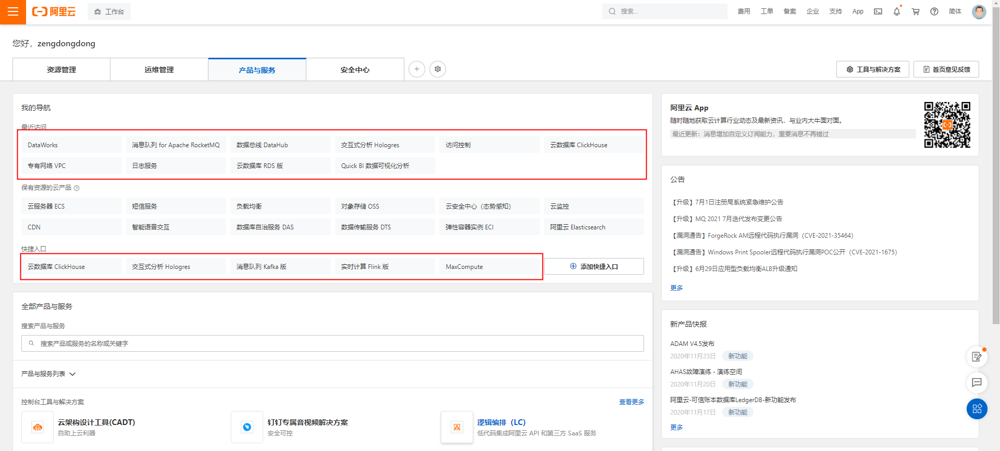 阿里云
工作台
搜索...
费用
工单
备案
企业
支持
App
简体
您好，zengdongdong
资源管理
运维管理
产品与服务
安全中心
工具与解决方案
首页意见反馈
我的导航
最近访问
DataWorks
消息队列 for Apache RocketMQ
数据总线 DataHub
交互式分析 Hologres
访问控制
云数据库 ClickHouse
专有网络 VPC
日志服务
云数据库 RDS 版
Quick BI 数据可视化分析
保有资源的云产品
云服务器 ECS
短信服务
负载均衡
对象存储 OSS
云安全中心（态势感知）
云监控
CDN
智能语音交互
数据库自治服务 DAS
数据传输服务 DTS
弹性容器实例 ECI
阿里云 Elasticsearch
快捷入口
云数据库 ClickHouse
交互式分析 Hologres
消息队列 Kafka 版
实时计算 Flink 版
MaxCompute
添加快捷入口
全部产品与服务
搜索产品与服务
搜索产品或服务的名称或关键字
产品与服务列表
控制台工具与解决方案
查看更多
云架构设计工具(CADT)
自助上云利器
钉钉专属音视频解决方案
安全可控
逻辑编排（LC）
低代码集成阿里云 API 和第三方 SaaS 服务
阿里云 App
随时随地获取云计算行业动态及最新资讯，与业内大牛面对面。
最近更新：消息增加自定义订阅能力，重要消息不再错过
公告
【升级】7月1日注册局系统紧急维护公告
【升级】MQ 2021 7月迭代发布变更公告
【漏洞通告】ForgeRock AM远程代码执行漏洞（CVE-2021-35464）
【漏洞通告】Windows Print Spooler远程代码执行漏洞POC公开（CVE-2021-1675）
【升级】6月29日应用型负载均衡ALB升级通知
更多
新产品快报
ADAM V4.5发布
2020年11月23日
新功能
AHAS故障演练 - 演练空间
2020年11月20日
新功能
阿里云-可信账本数据库LedgerDB-新功能发布
2020年11月17日
新功能
更多